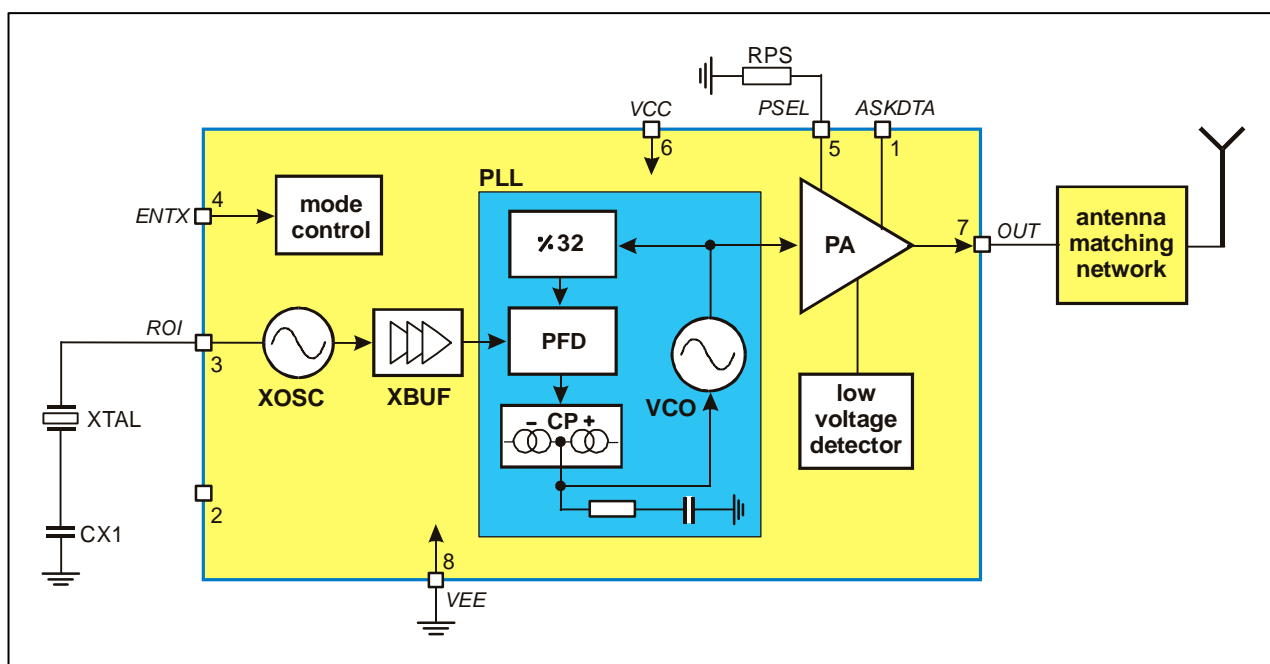 RPS
VCC
PSEL
ASKDTA
6
5
1
PLL
4
ENTX
mode
control
٪32
PA
7
OUT
antenna
matching
network
ROI
3
XOSC
XBUF
PFD
VCO
low
voltage
detector
XTAL
- CP +
2
CX1
8
VEE